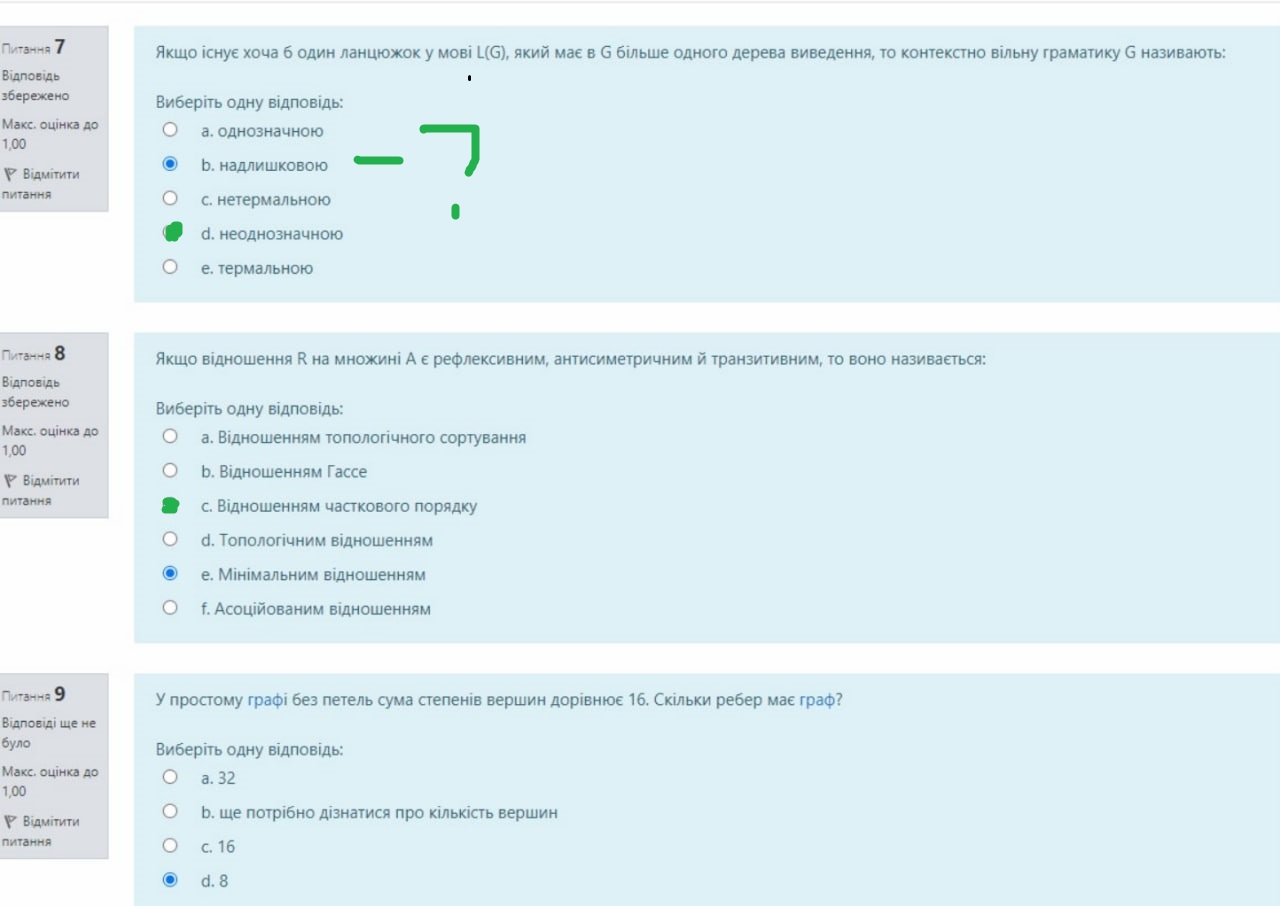 Питання 7
Відповідь
збережено
Макс. оцінка до
1,00
Відмітити
питання
Якщо існує хоча б один ланцюжок у мові L(G), який має в G більше одного дерева виведення, то контекстно вільну граматику G називають:
Виберіть одну відповідь:
a. однозначною
b. надлишковою
c. нетермальною
d. неоднозначною
e. термальною
Питання 8
Відповідь
збережено
Макс. оцінка до
1,00
Відмітити
питання
Якщо відношення R на множині A є рефлексивним, антисиметричним й транзитивним, то воно називається:
Виберіть одну відповідь:
a. Відношенням топологічного сортування
b. Відношенням Гассе
c. Відношенням часткового порядку
d. Топологічним відношенням
e. Мінімальним відношенням
f. Асоційованим відношенням
Питання 9
Відповіді ще не
було
Макс. оцінка до
1,00
Відмітити
питання
У простому графі без петель сума степенів вершин дорівнює 16. Скільки ребер має граф?
Виберіть одну відповідь:
a. 32
b. ще потрібно дізнатися про кількість вершин
c. 16
d. 8